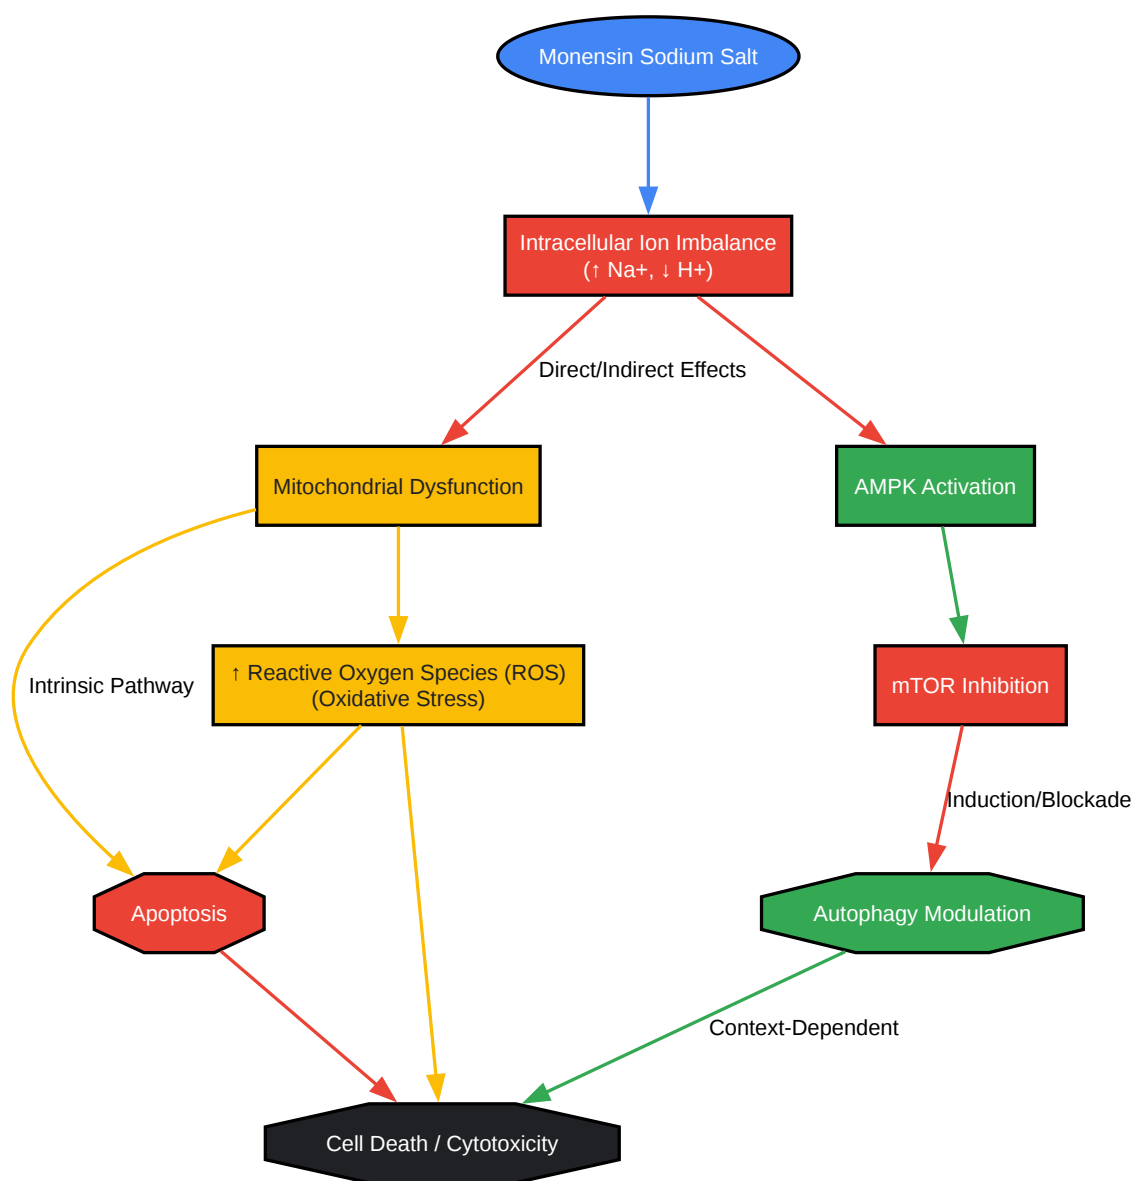 Monensin Sodium Salt
Intracellular Ion Imbalance
(↑ Na+, ↓ H+)
Direct/Indirect Effects
Mitochondrial Dysfunction
AMPK Activation
Intrinsic Pathway
↑ Reactive Oxygen Species (ROS)
(Oxidative Stress)
mTOR Inhibition
Induction/Blockade
Apoptosis
Autophagy Modulation
Context-Dependent
Cell Death / Cytotoxicity